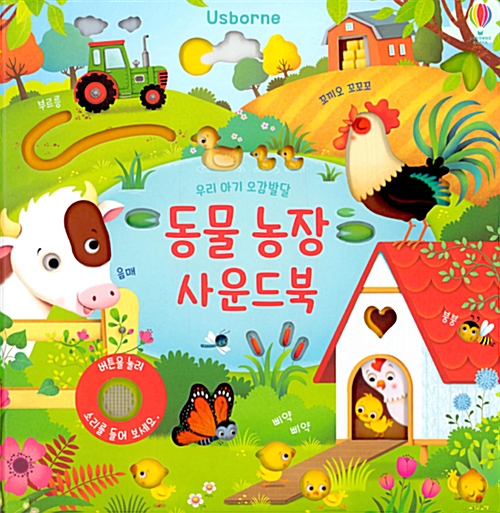 Usborne
부르릉
꼬끼오 꼬꼬꼬
우리 아기 오감발달
동물 농장
사운드북
음매
붕붕
버튼을 눌러
소리를 들어 보세요.
삐약
삐약